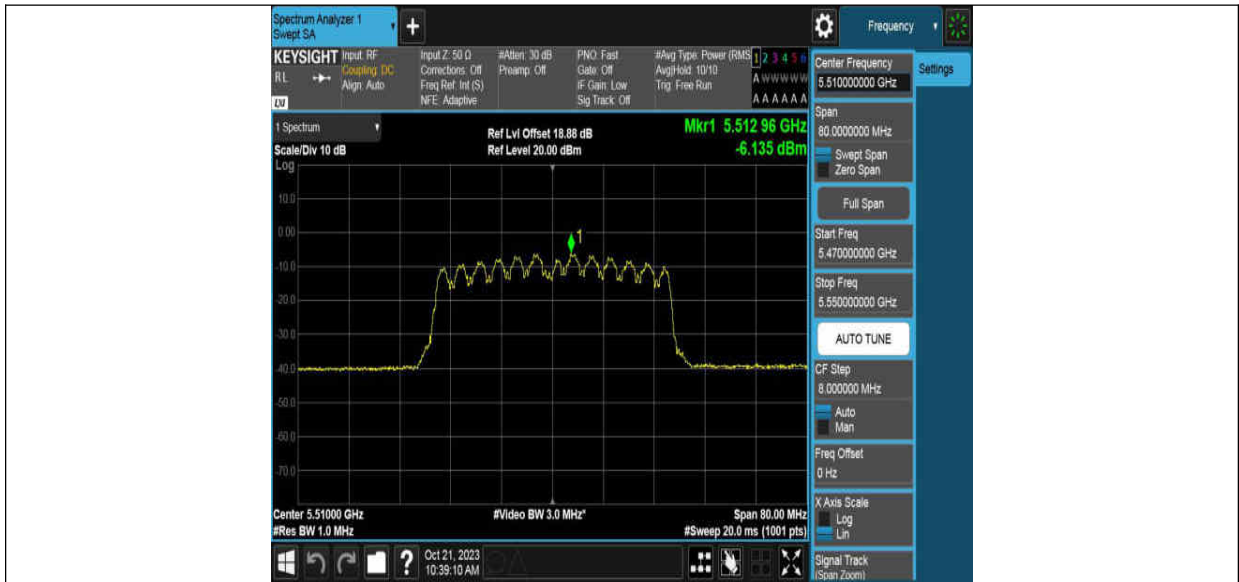 Spectrum Analyzer 1
Swept SA
Frequency
KEYSIGHT
RL
Input: RF
Coupling: DC
Align: Auto
Input Z: 50 Ω
Corrections: Off
Freq Ref: Int (S)
NFE: Adaptive
#Atten: 30 dB
Preamp: Off
PNO: Fast
Gate: Off
IF Gain: Low
Sig Track: Off
#Avg Type: Power (RMS
Avg|Hold: 10/10
Trig: Free Run
1 2 3 4 5 6
A W W W W W
A A A A A A
1 Spectrum
Scale/Div 10 dB
Log
Ref Lvl Offset 18.88 dB
Ref Level 20.00 dBm
Mkr1 5.512 96 GHz
-6.135 dBm
10.0
0.00
-10.0
-20.0
-30.0
-40.0
-50.0
-60.0
-70.0
1
Center 5.51000 GHz
#Res BW 1.0 MHz
#Video BW 3.0 MHz*
Span 80.00 MHz
#Sweep 20.0 ms (1001 pts)
?
Oct 21, 2023
10:39:10 AM
Center Frequency
5.510000000 GHz
Settings
Span
80.0000000 MHz
Swept Span
Zero Span
Full Span
Start Freq
5.470000000 GHz
Stop Freq
5.550000000 GHz
AUTO TUNE
CF Step
8.000000 MHz
Auto
Man
Freq Offset
0 Hz
X Axis Scale
Log
Lin
Signal Track
(Span Zoom)